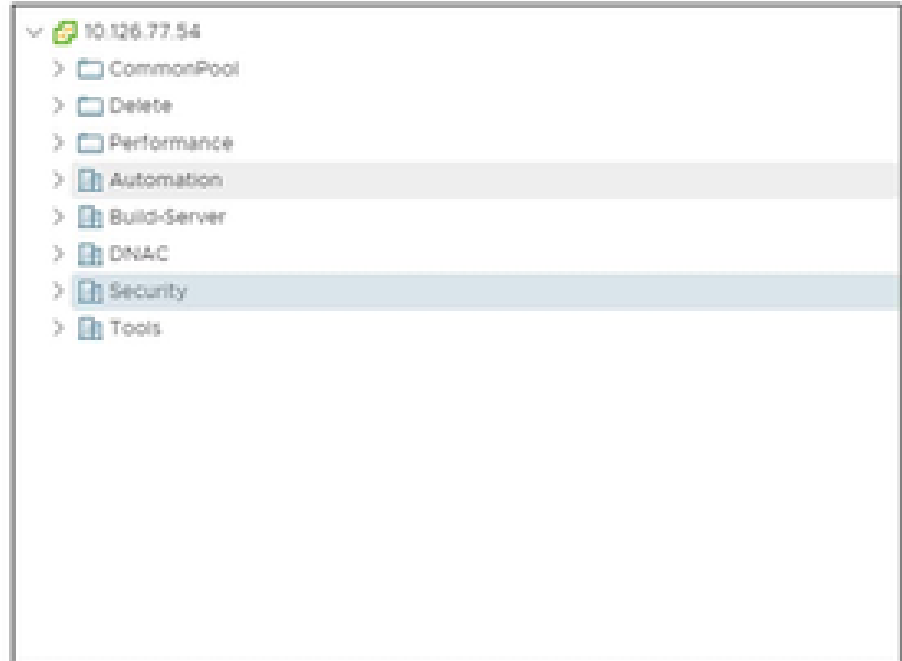 10.126.77.54
CommonPool
Delete
Performance
Automation
Build-Server
DNAC
Security
Tools